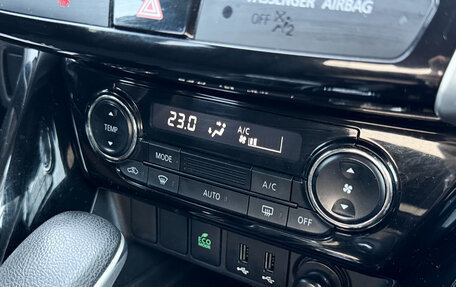 PASSENGER AIRBAG
OFF
23.0 A/C
TEMP
MODE
AUTO
A/C
OFF
ECO